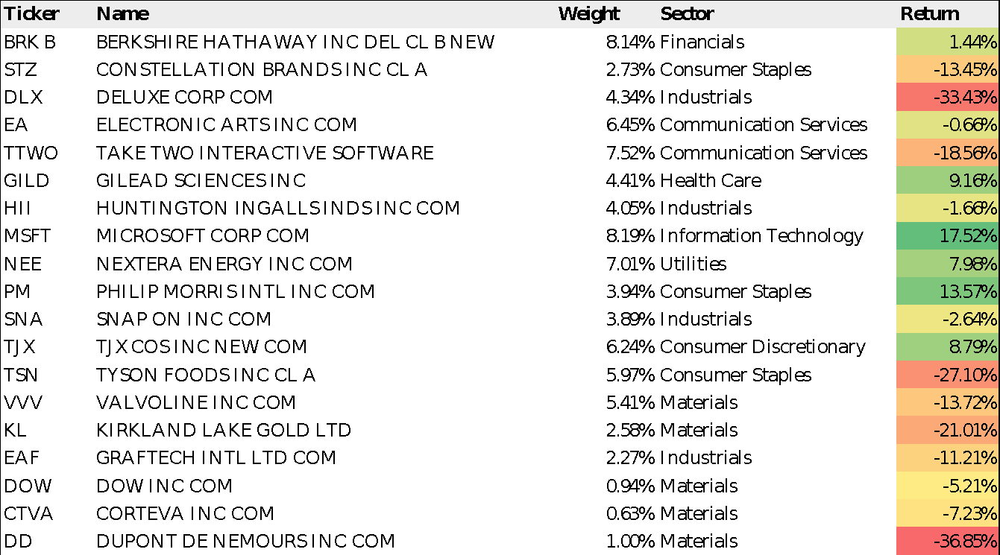 Ticker Name Weight Sector Return
BRK B BERKSHIRE HATHAWAY INC DEL CL B NEW 8.14% Financials 1.44%
STZ CONSTELLATION BRANDS INC CL A 2.73% Consumer Staples -13.45%
DLX DELUXE CORP COM 4.34% Industrials -33.43%
EA ELECTRONIC ARTS INC COM 6.45% Communication Services -0.66%
TTWO TAKE TWO INTERACTIVE SOFTWARE 7.52% Communication Services -18.56%
GILD GILEAD SCIENCES INC 4.41% Health Care 9.16%
HII HUNTINGTON INGALLS INDS INC COM 4.05% Industrials -1.66%
MSFT MICROSOFT CORP COM 8.19% Information Technology 17.52%
NEE NEXTERA ENERGY INC COM 7.01% Utilities 7.98%
PM PHILIP MORRIS INTL INC COM 3.94% Consumer Staples 13.57%
SNA SNAP ON INC COM 3.89% Industrials -2.64%
TJX TJX COS INC NEW COM 6.24% Consumer Discretionary 8.79%
TSN TYSON FOODS INC CL A 5.97% Consumer Staples -27.10%
VVV VALVOLINE INC COM 5.41% Materials -13.72%
KL KIRKLAND LAKE GOLD LTD 2.58% Materials -21.01%
EAF GRAFTECH INTL LTD COM 2.27% Industrials -11.21%
DOW DOW INC COM 0.94% Materials -5.21%
CTVA CORTEVA INC COM 0.63% Materials -7.23%
DD DUPONT DE NEMOURS INC COM 1.00% Materials -36.85%